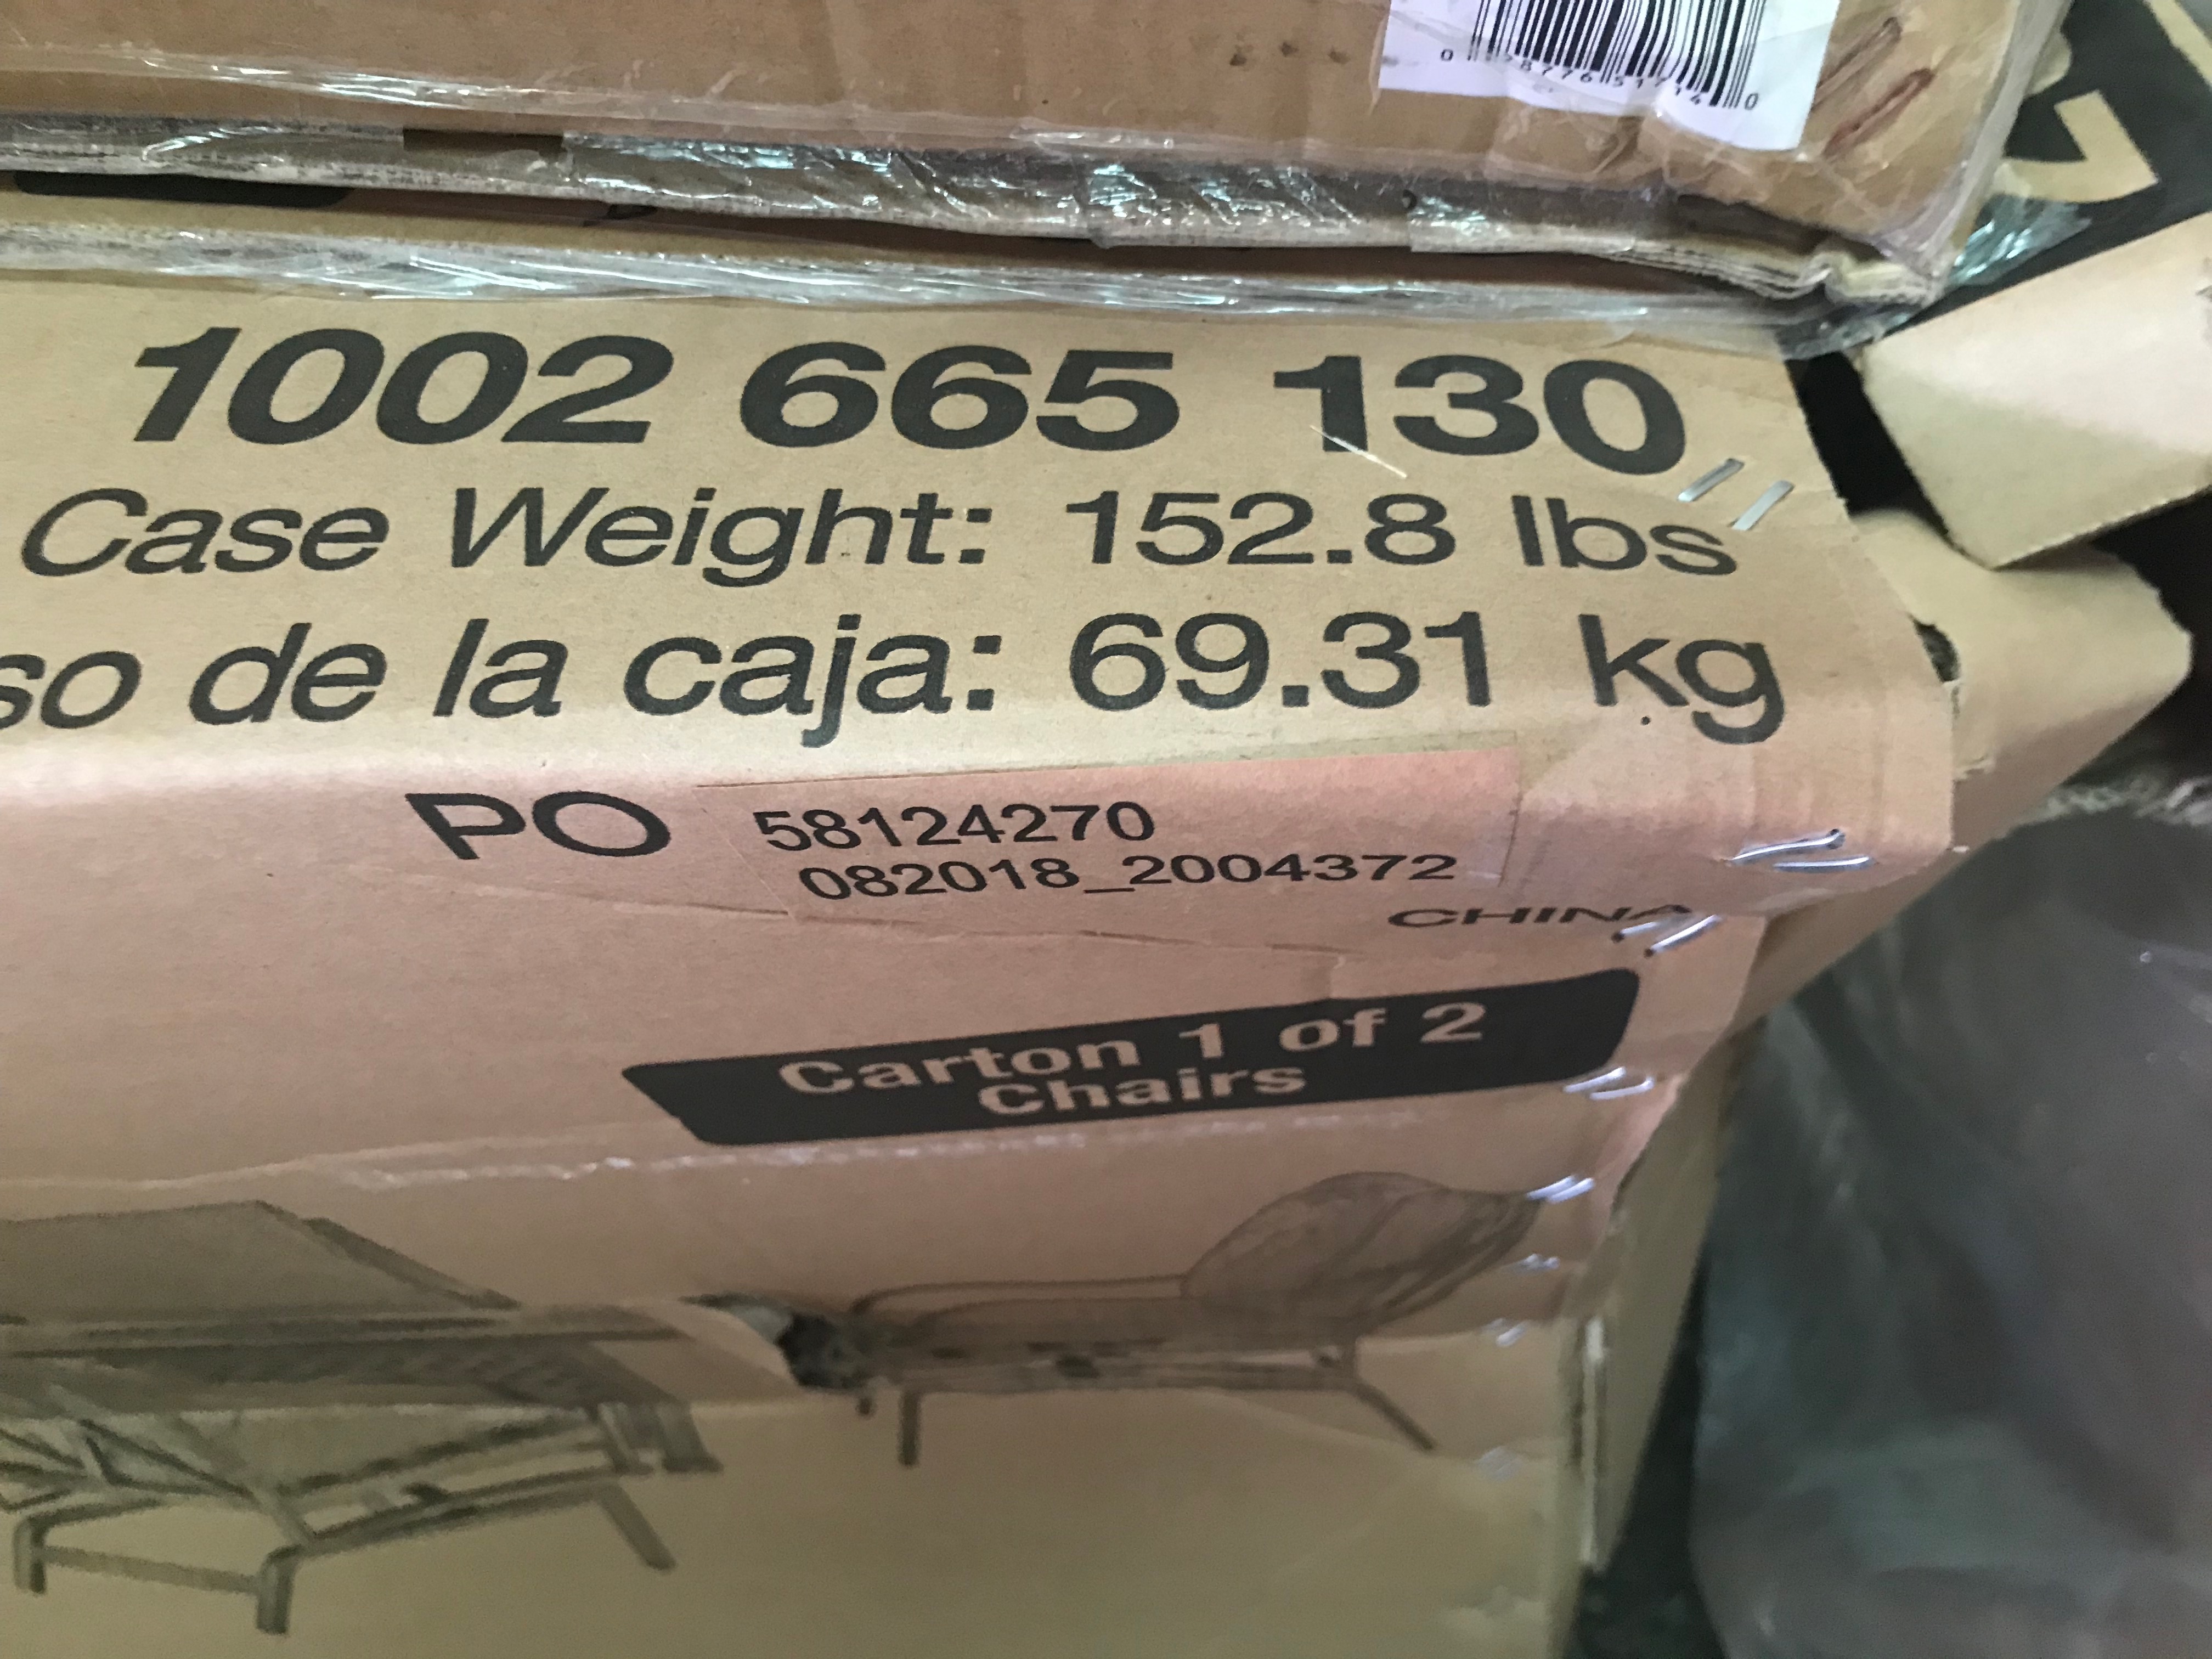 1002 665 130
Case Weight: 152.8 lbs
so de la caja: 69.31 kg
PO 58124270
082018_2004372
CHINA
Carton 1 of 2
Chairs